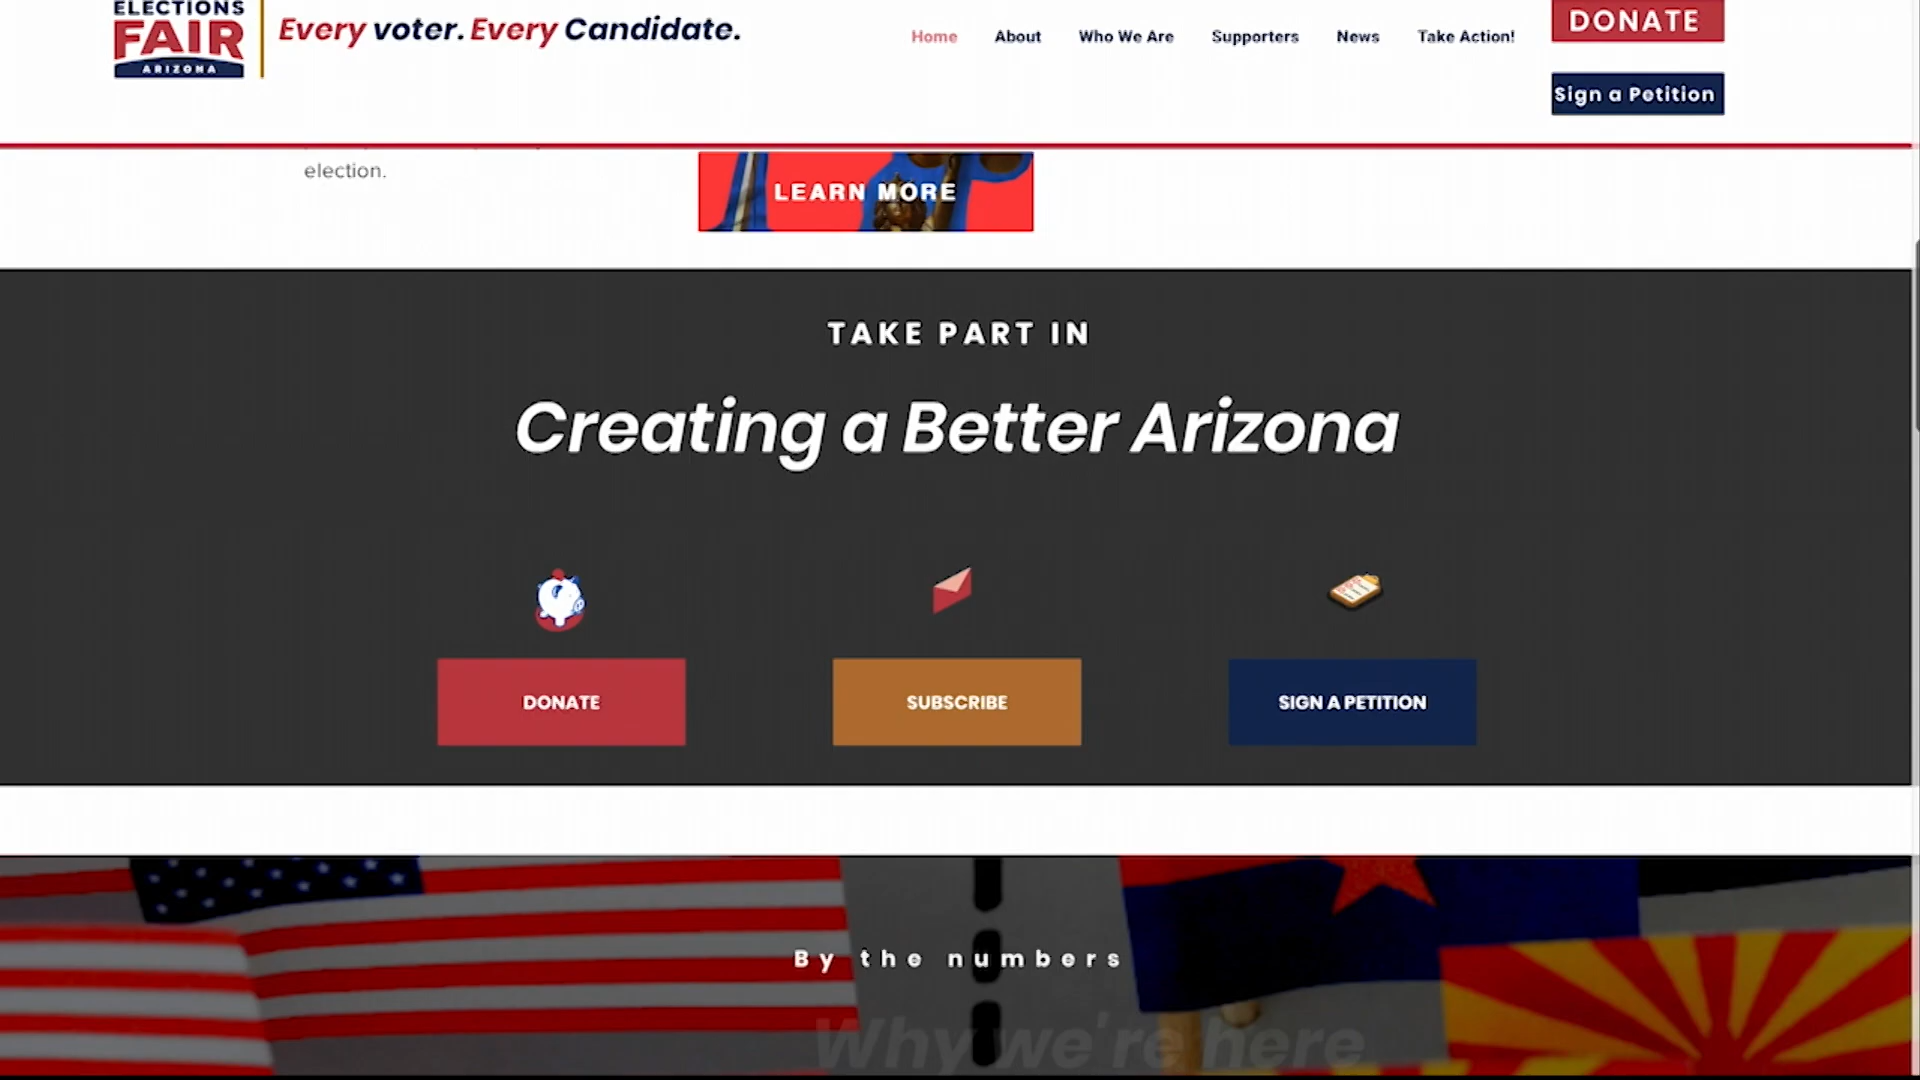 ELECTIONS
FAIR
ARIZONA
Every voter. Every Candidate.
Home
About
Who We Are
Supporters
News
Take Action!
DONATE
Sign a Petition
election.
LEARN MORE
TAKE PART IN
Creating a Better Arizona
DONATE
SUBSCRIBE
SIGN A PETITION
By the numbers
Why we're here